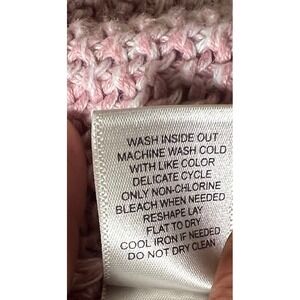 WASH INSIDE OUT
MACHINE WASH COLD
WITH LIKE COLOR
DELICATE CYCLE
ONLY NON-CHLORINE
BLEACH WHEN NEEDED
RESHAPE LAY
FLAT TO DRY
COOL IRON IF NEEDED
DO NOT DRY CLEAN